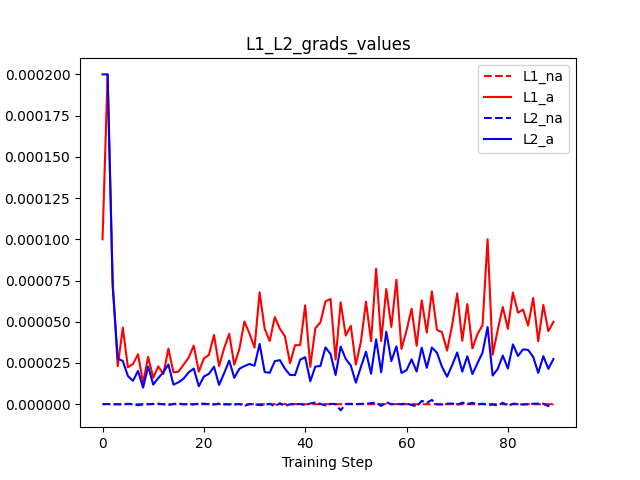 L1_L2_grads_values
L1_na
L1_a
L2_na
L2_a
0.000200
0.000175
0.000150
0.000125
0.000100
0.000075
0.000050
0.000025
0.000000
0 20 40 60 80
Training Step